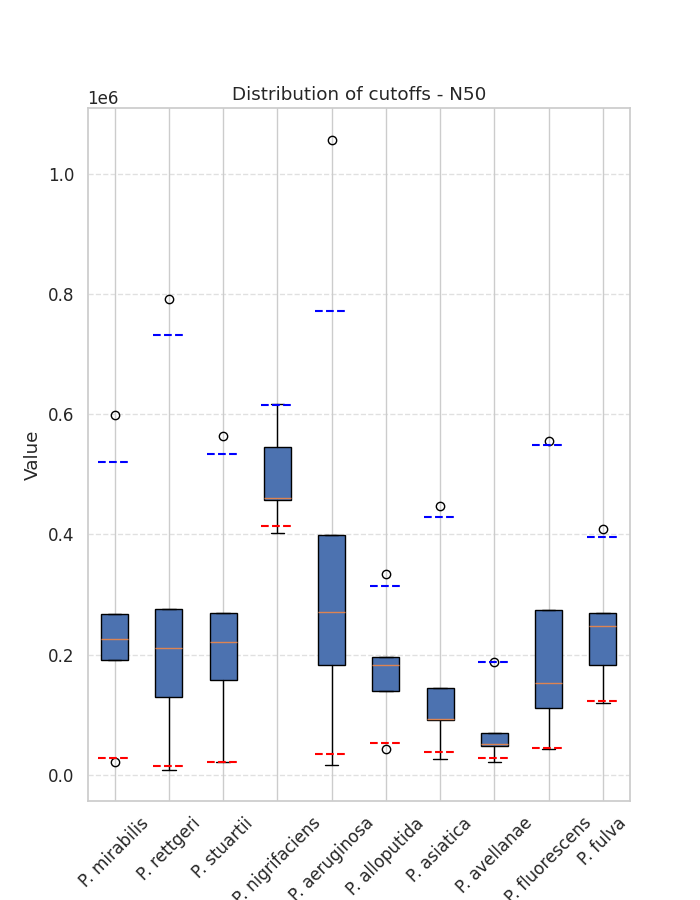 Distribution of cutoffs - N50
1e6
1.0
0.8
0.6
0.4
0.2
0.0
Value
P. mirabilis
P. rettgeri
P. stuartii
P. nigrifaciens
P. aeruginosa
P. alloputida
P. asiatica
P. avellanae
P. fluorescens
P. fulva